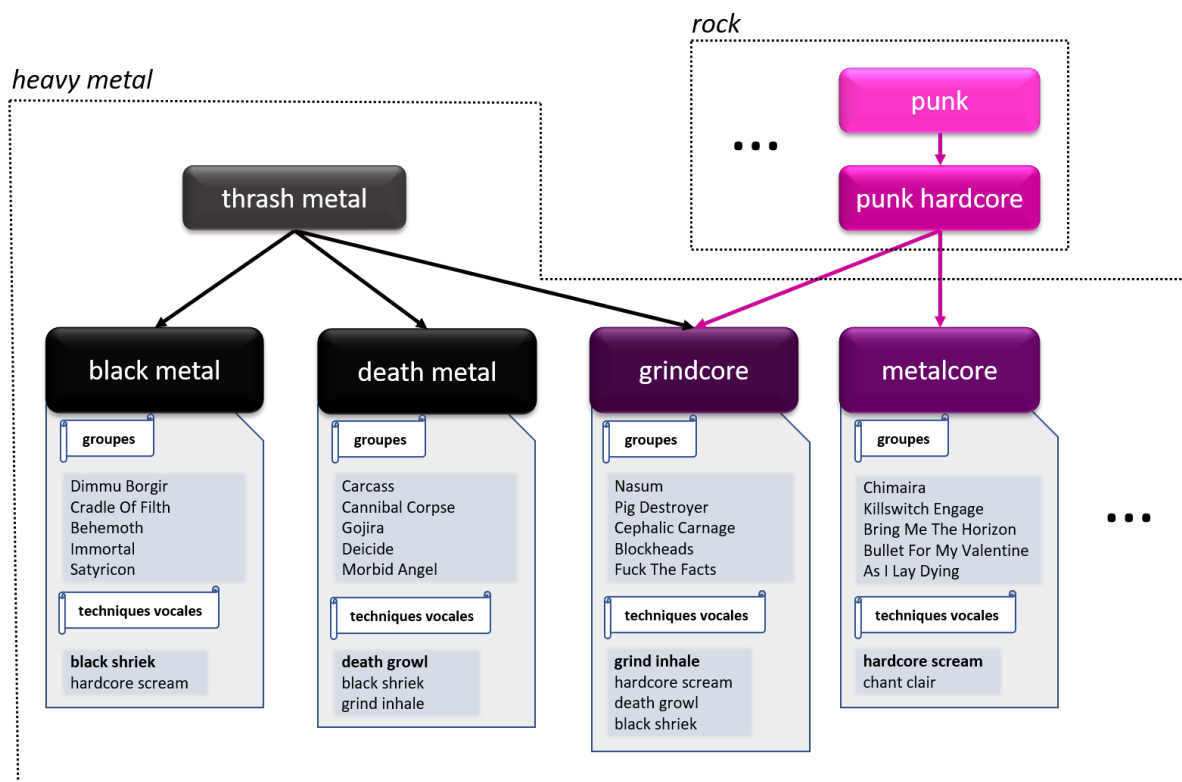 rock
heavy metal
punk
...
thrash metal
punk hardcore
black metal
death metal
grindcore
metalcore
groupes
Dimmu Borgir
Cradle Of Filth
Behemoth
Immortal
Satyricon
techniques vocales
black shriek
hardcore scream
groupes
Carcass
Cannibal Corpse
Gojira
Deicide
Morbid Angel
techniques vocales
death growl
black shriek
grind inhale
groupes
Nasum
Pig Destroyer
Cephalic Carnage
Blockheads
Fuck The Facts
techniques vocales
grind inhale
hardcore scream
death growl
black shriek
groupes
Chimaira
Killswitch Engage
Bring Me The Horizon
Bullet For My Valentine
As I Lay Dying
techniques vocales
hardcore scream
chant clair
...